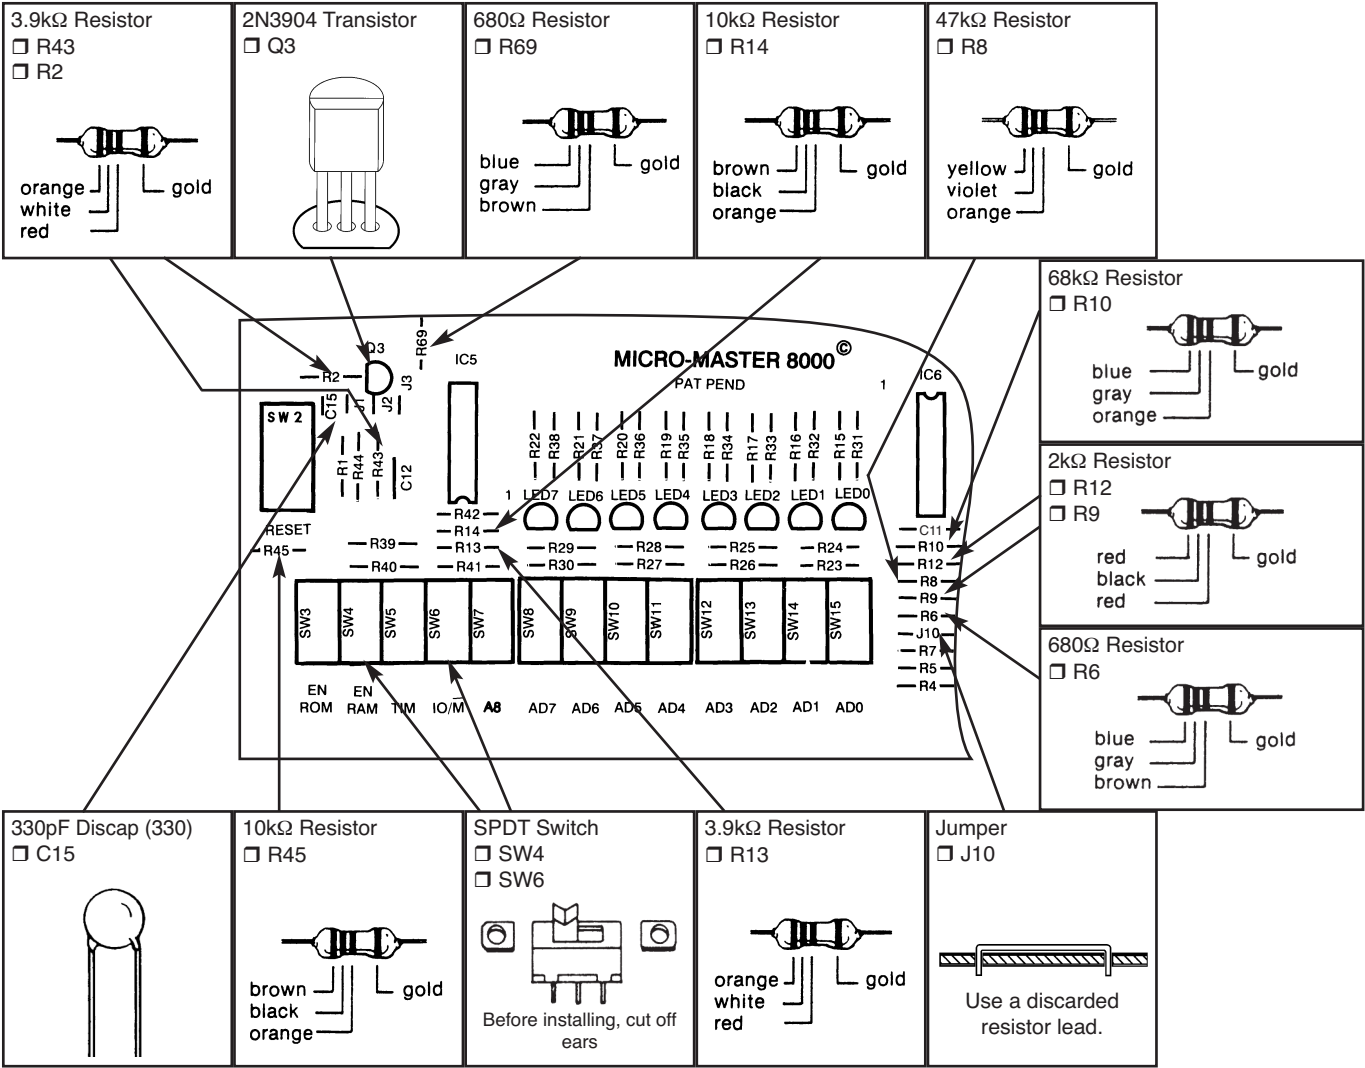 3.9kΩ Resistor
❒ R43
❒ R2
orange
white
red
gold
2N3904 Transistor
❒ Q3
680Ω Resistor
❒ R69
blue
gray
brown
gold
10kΩ Resistor
❒ R14
brown
black
orange
gold
47kΩ Resistor
❒ R8
yellow
violet
orange
gold
68kΩ Resistor
❒ R10
blue
gray
orange
gold
2kΩ Resistor
❒ R12
❒ R9
red
black
red
gold
680Ω Resistor
❒ R6
blue
gray
brown
gold
MICRO-MASTER 8000©
PAT PEND
Q3
R69
IC5
1
IC6
R2
C15
J1
J2
J3
SW2
R1
R44
R43
C12
R22
R38
R21
R37
R20
R36
R19
R35
R18
R34
R17
R33
R16
R32
R15
R31
1
LED7
LED6
LED5
LED4
LED3
LED2
LED1
LED0
RESET
R45
R42
R14
R13
R41
R39
R40
R29
R30
R28
R27
R25
R26
R24
R23
C11
R10
R12
R8
R9
R6
J10
R7
R5
R4
SW3
SW4
SW5
SW6
SW7
SW8
SW9
SW10
SW11
SW12
SW13
SW14
SW15
EN
ROM
EN
RAM
TIM
IO/M̅
A8
AD7
AD6
AD5
AD4
AD3
AD2
AD1
AD0
330pF Discap (330)
❒ C15
10kΩ Resistor
❒ R45
brown
black
orange
gold
SPDT Switch
❒ SW4
❒ SW6
Before installing, cut off
ears
3.9kΩ Resistor
❒ R13
orange
white
red
gold
Jumper
❒ J10
Use a discarded
resistor lead.